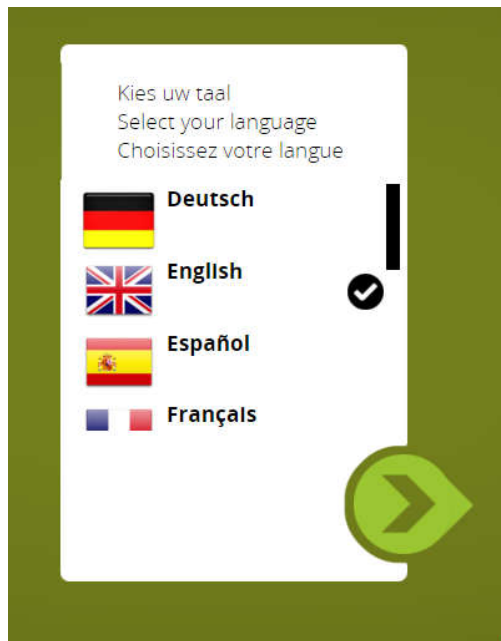 Kies uw taal
Select your language
Choisissez votre langue
Deutsch
English
Español
Français